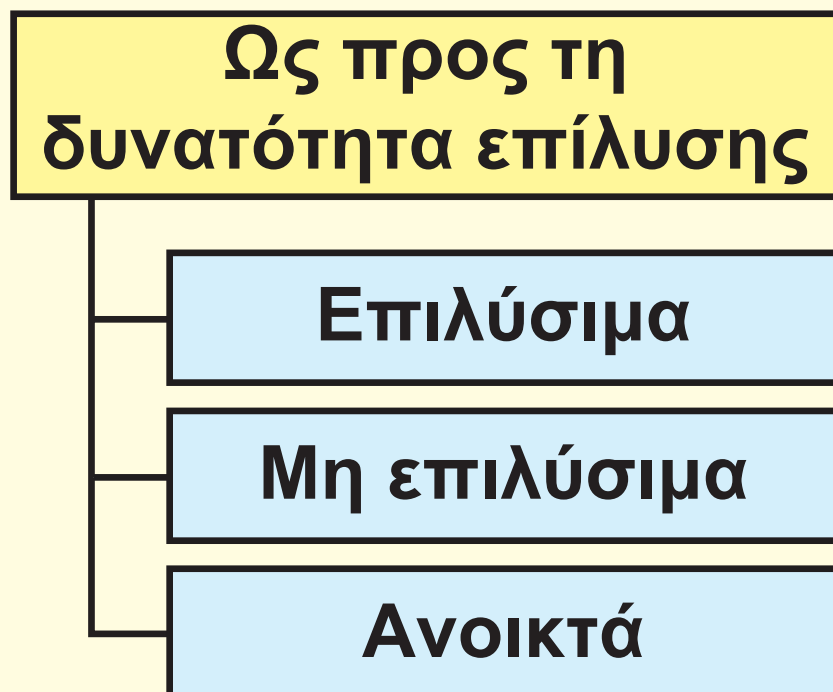 Ως προς τη
δυνατότητα επίλυσης
Επιλύσιμα
Μη επιλύσιμα
Ανοικτά